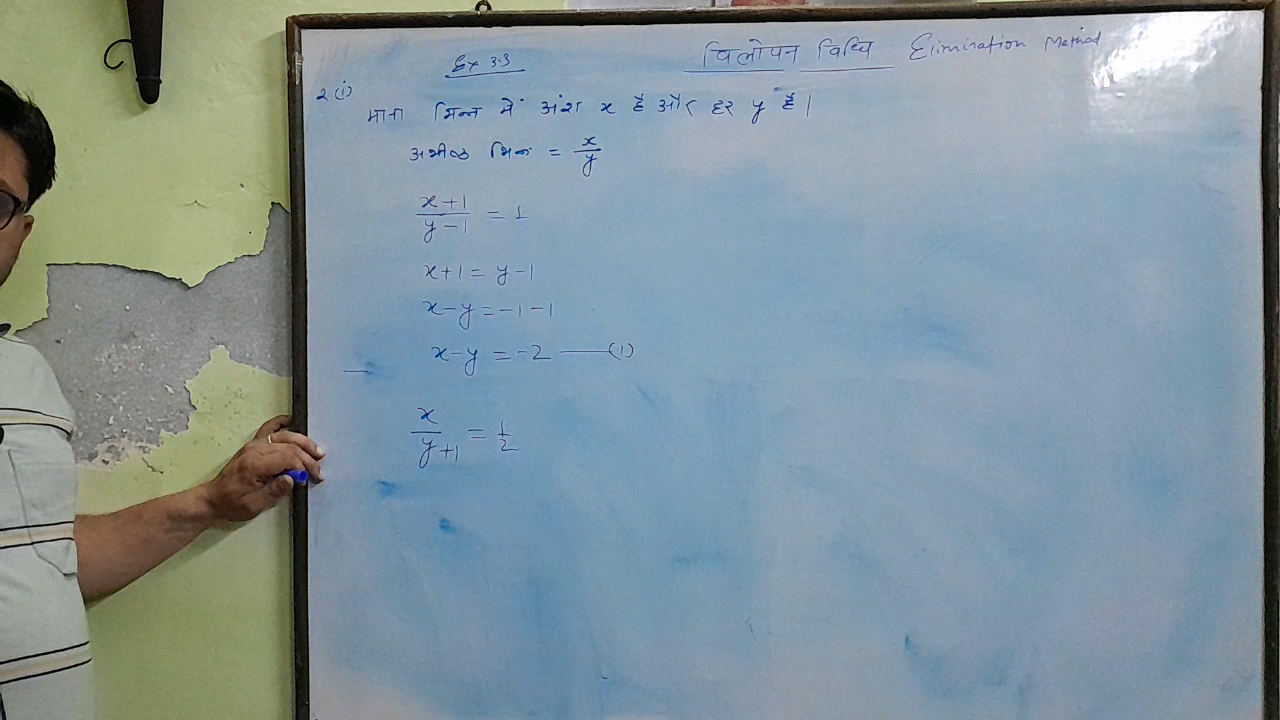 Ex 3.3 विलोपन विधि Elimination Method
2 (i)
माना भिन्न में अंश x है और हर y है।
अभीष्ट भिन्न = x/y
(x+1)/(y-1) = 1
x+1 = y-1
x-y = -1-1
x-y = -2 ——(1)
x/(y+1) = 1/2